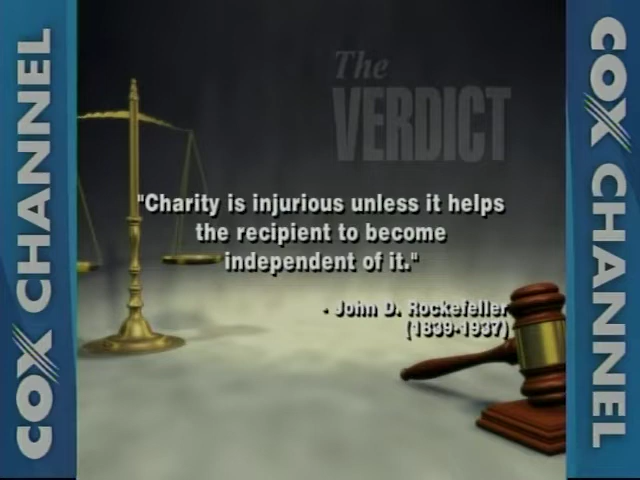 COX CHANNEL
The
VERDICT
"Charity is injurious unless it helps
the recipient to become
independent of it."
- John D. Rockefeller
(1839-1937)
COX CHANNEL